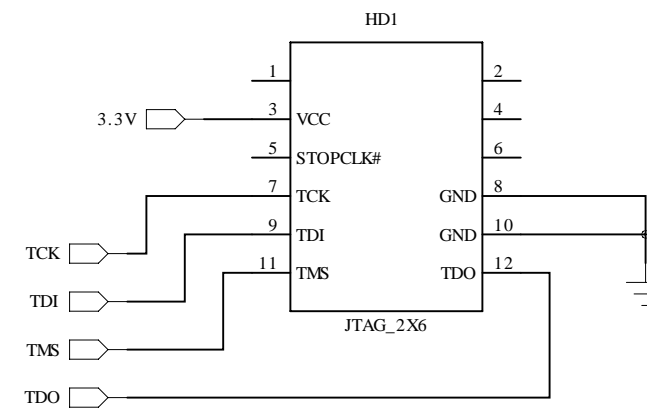 HD1
1 2
3.3V 3 VCC 4
5 STOPCLK# 6
7 TCK GND 8
TCK 9 TDI GND 10
11 TMS TDO 12
TDI
JTAG_2X6
TMS
TDO